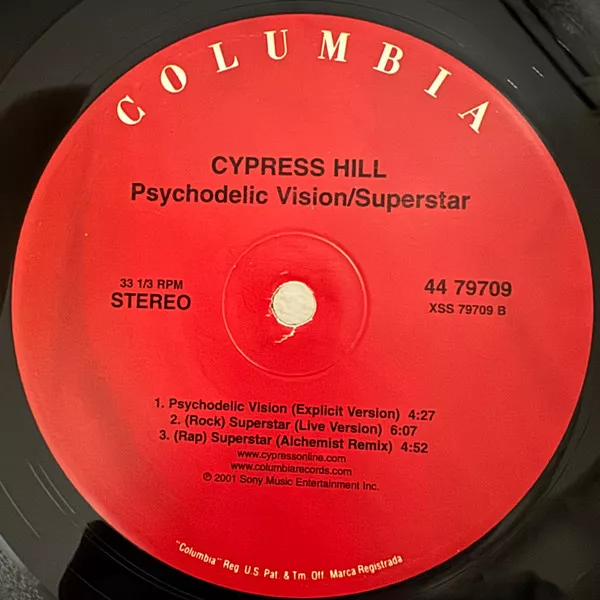 COLUMBIA
CYPRESS HILL
Psychodelic Vision/Superstar
33 1/3 RPM
STEREO
44 79709
XSS 79709 B
1. Psychodelic Vision (Explicit Version) 4:27
2. (Rock) Superstar (Live Version) 6:07
3. (Rap) Superstar (Alchemist Remix) 4:52
www.cypressonline.com
www.columbiarecords.com
℗ 2001 Sony Music Entertainment Inc.
"Columbia" Reg. U.S. Pat. & Tm. Off. Marca Registrada